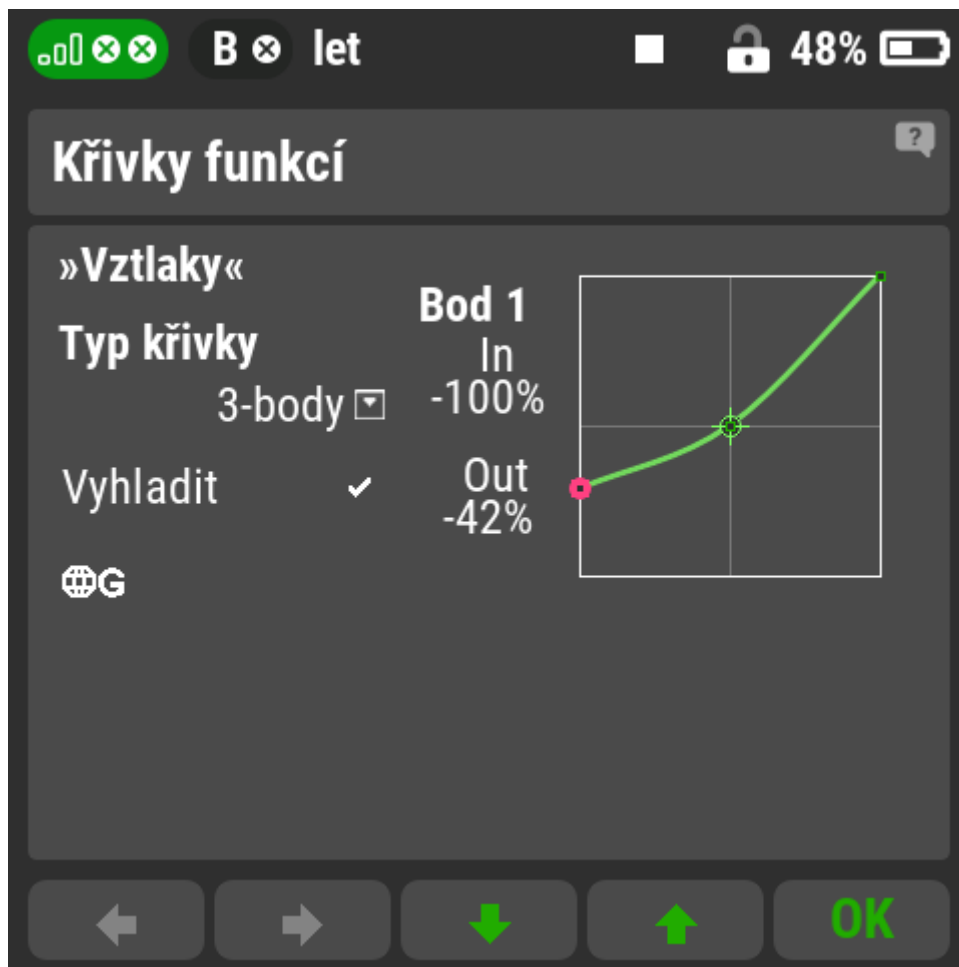 B let 48%
Křivky funkcí
?
»Vztlaky«
Typ křivky
3-body
Vyhladit
G
Bod 1
In
-100%
Out
-42%
OK